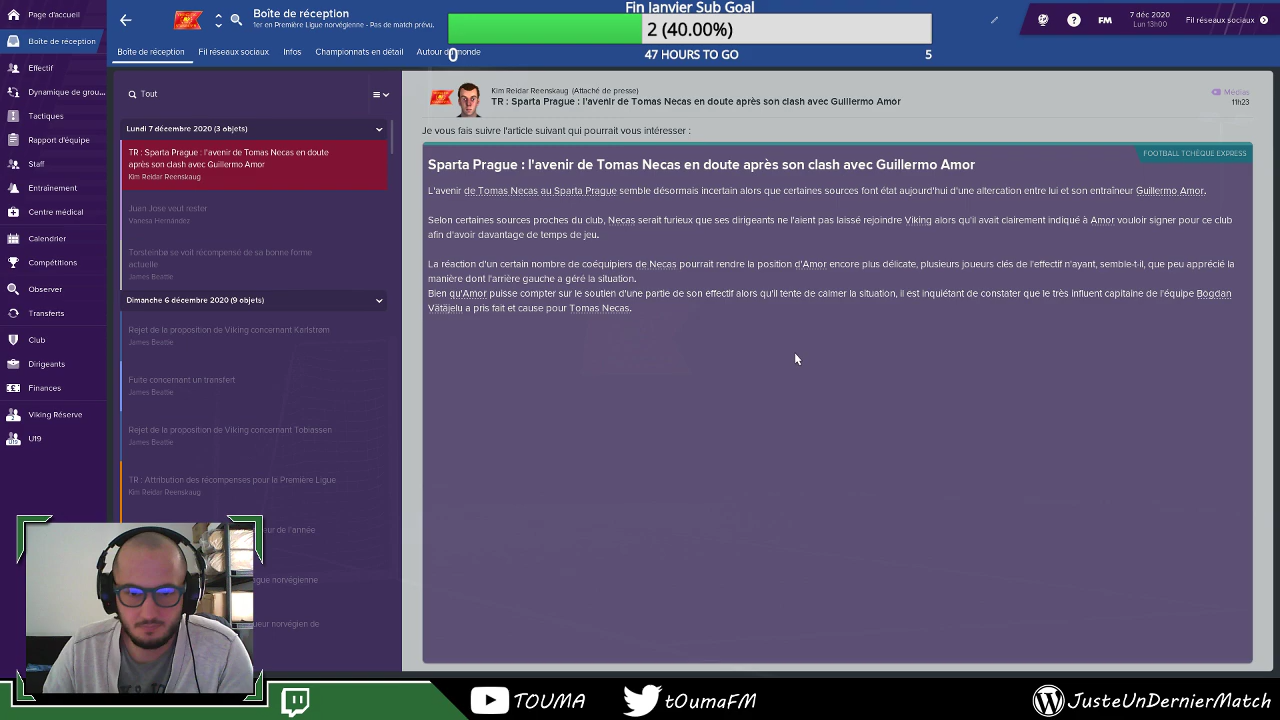 Fin Janvier Sub Goal
2 (40.00%)
0
47 HOURS TO GO
5
Boîte de réception
1er en Première Ligue norvégienne - Pas de match prévu.
7 déc 2020
Lun 13h00
FM
Fil réseaux sociaux
Boîte de réception
Fil réseaux sociaux
Infos
Championnats en détail
Autour du monde
Page d'accueil
Boîte de réception
Effectif
Dynamique de grou...
Tactiques
Rapport d'équipe
Staff
Entraînement
Centre médical
Calendrier
Compétitions
Observer
Transferts
Club
Dirigeants
Finances
Viking Réserve
U19
Tout
Lundi 7 décembre 2020 (3 objets)
TR : Sparta Prague : l'avenir de Tomas Necas en doute
après son clash avec Guillermo Amor
Kim Reidar Reenskaug
Juan Jose veut rester
Vanesa Hernández
Torsteinbø se voit récompensé de sa bonne forme
actuelle
James Beattie
Dimanche 6 décembre 2020 (9 objets)
Rejet de la proposition de Viking concernant Karlstrøm
James Beattie
Fuite concernant un transfert
James Beattie
Rejet de la proposition de Viking concernant Tobiassen
James Beattie
TR : Attribution des récompenses pour la Première Ligue
Kim Reidar Reenskaug
eur de l'année
ague norvégienne
ueur norvégien de
Kim Reidar Reenskaug (Attaché de presse)
TR : Sparta Prague : l'avenir de Tomas Necas en doute après son clash avec Guillermo Amor
Médias
11h23
Je vous fais suivre l'article suivant qui pourrait vous intéresser :
FOOTBALL TCHÈQUE EXPRESS
Sparta Prague : l'avenir de Tomas Necas en doute après son clash avec Guillermo Amor
L'avenir de Tomas Necas au Sparta Prague semble désormais incertain alors que certaines sources font état aujourd'hui d'une altercation entre lui et son entraîneur Guillermo Amor.
Selon certaines sources proches du club, Necas serait furieux que ses dirigeants ne l'aient pas laissé rejoindre Viking alors qu'il avait clairement indiqué à Amor vouloir signer pour ce club
afin d'avoir davantage de temps de jeu.
La réaction d'un certain nombre de coéquipiers de Necas pourrait rendre la position d'Amor encore plus délicate, plusieurs joueurs clés de l'effectif n'ayant, semble-t-il, que peu apprécié la
manière dont l'arrière gauche a géré la situation.
Bien qu'Amor puisse compter sur le soutien d'une partie de son effectif alors qu'il tente de calmer la situation, il est inquiétant de constater que le très influent capitaine de l'équipe Bogdan
Vătăjelu a pris fait et cause pour Tomas Necas.
TOUMA
tOumaFM
JusteUnDernierMatch